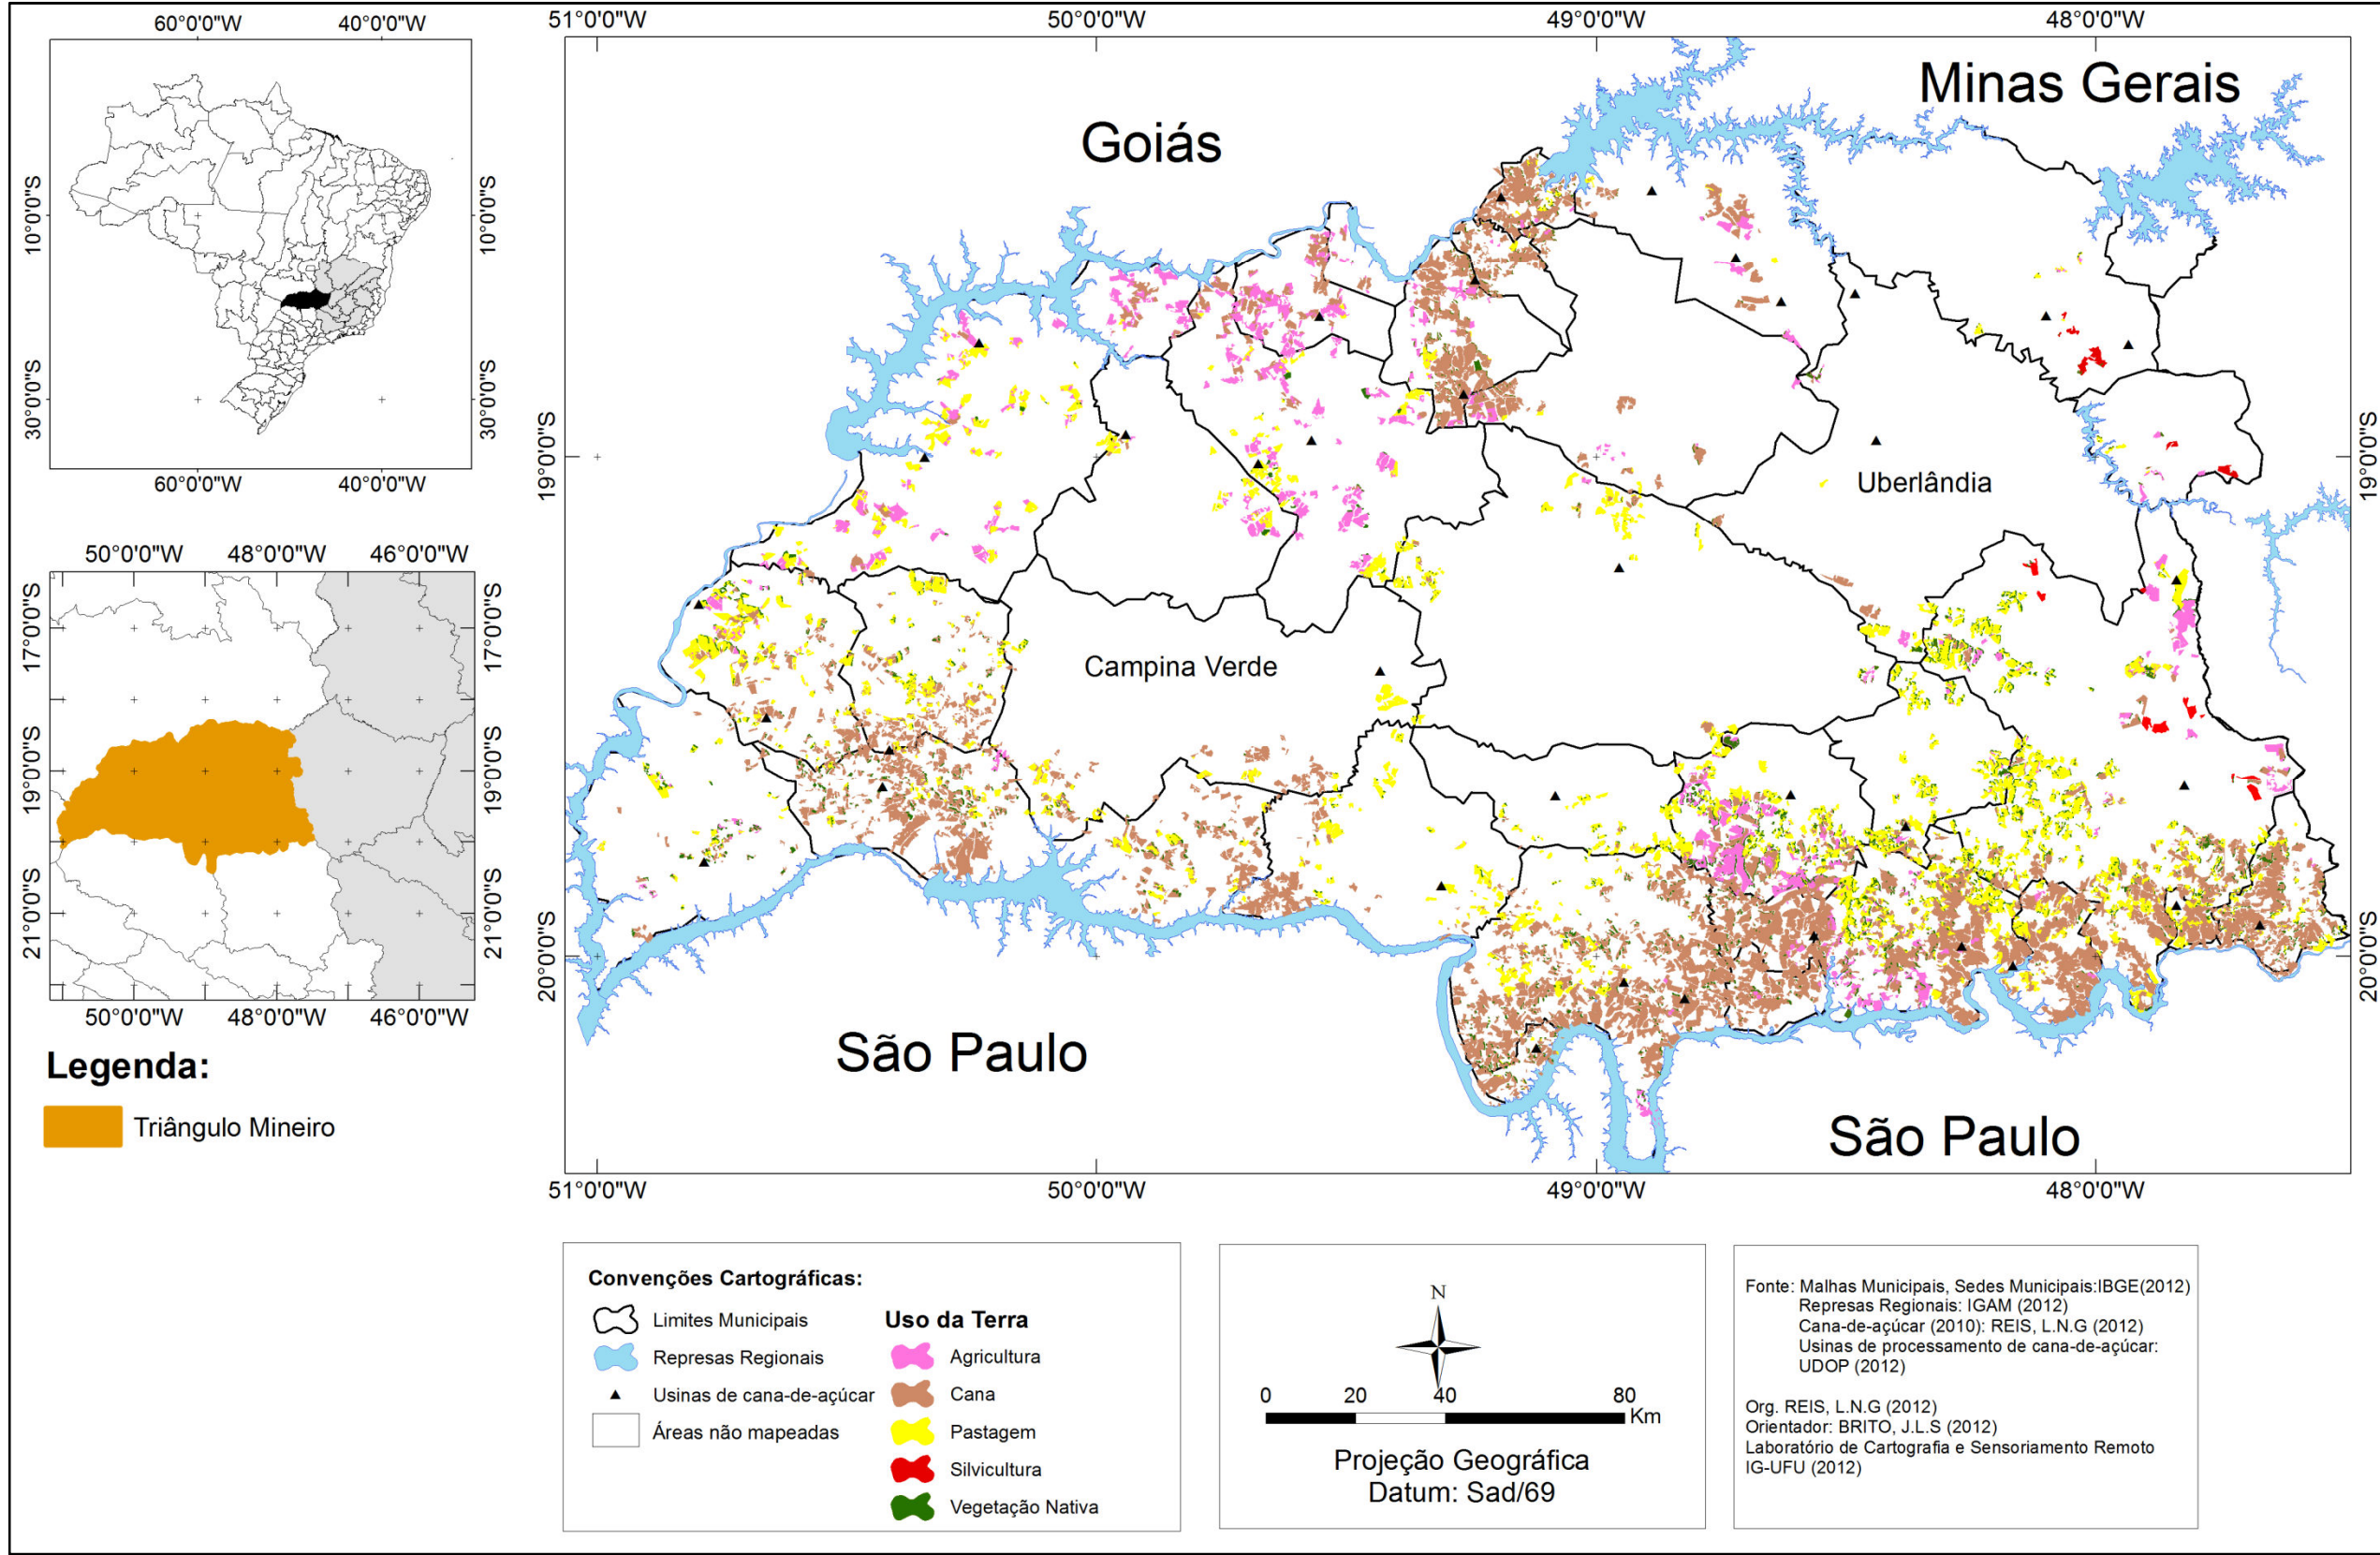 60°0'0"W
40°0'0"W
10°0'0"S
10°0'0"S
30°0'0"S
30°0'0"S
60°0'0"W
40°0'0"W
50°0'0"W
48°0'0"W
46°0'0"W
17°0'0"S
17°0'0"S
19°0'0"S
19°0'0"S
21°0'0"S
21°0'0"S
50°0'0"W
48°0'0"W
46°0'0"W
Legenda:
Triângulo Mineiro
51°0'0"W
50°0'0"W
49°0'0"W
48°0'0"W
Minas Gerais
Goiás
19°0'0"S
19°0'0"S
Uberlândia
Campina Verde
20°0'0"S
20°0'0"S
São Paulo
São Paulo
51°0'0"W
50°0'0"W
49°0'0"W
48°0'0"W
Convenções Cartográficas:
Limites Municipais
Represas Regionais
Usinas de cana-de-açúcar
Áreas não mapeadas
Uso da Terra
Agricultura
Cana
Pastagem
Silvicultura
Vegetação Nativa
N
0 20 40 80
Km
Projeção Geográfica
Datum: Sad/69
Fonte: Malhas Municipais, Sedes Municipais:IBGE(2012)
Represas Regionais: IGAM (2012)
Cana-de-açúcar (2010): REIS, L.N.G (2012)
Usinas de processamento de cana-de-açúcar:
UDOP (2012)
Org. REIS, L.N.G (2012)
Orientador: BRITO, J.L.S (2012)
Laboratório de Cartografia e Sensoriamento Remoto
IG-UFU (2012)